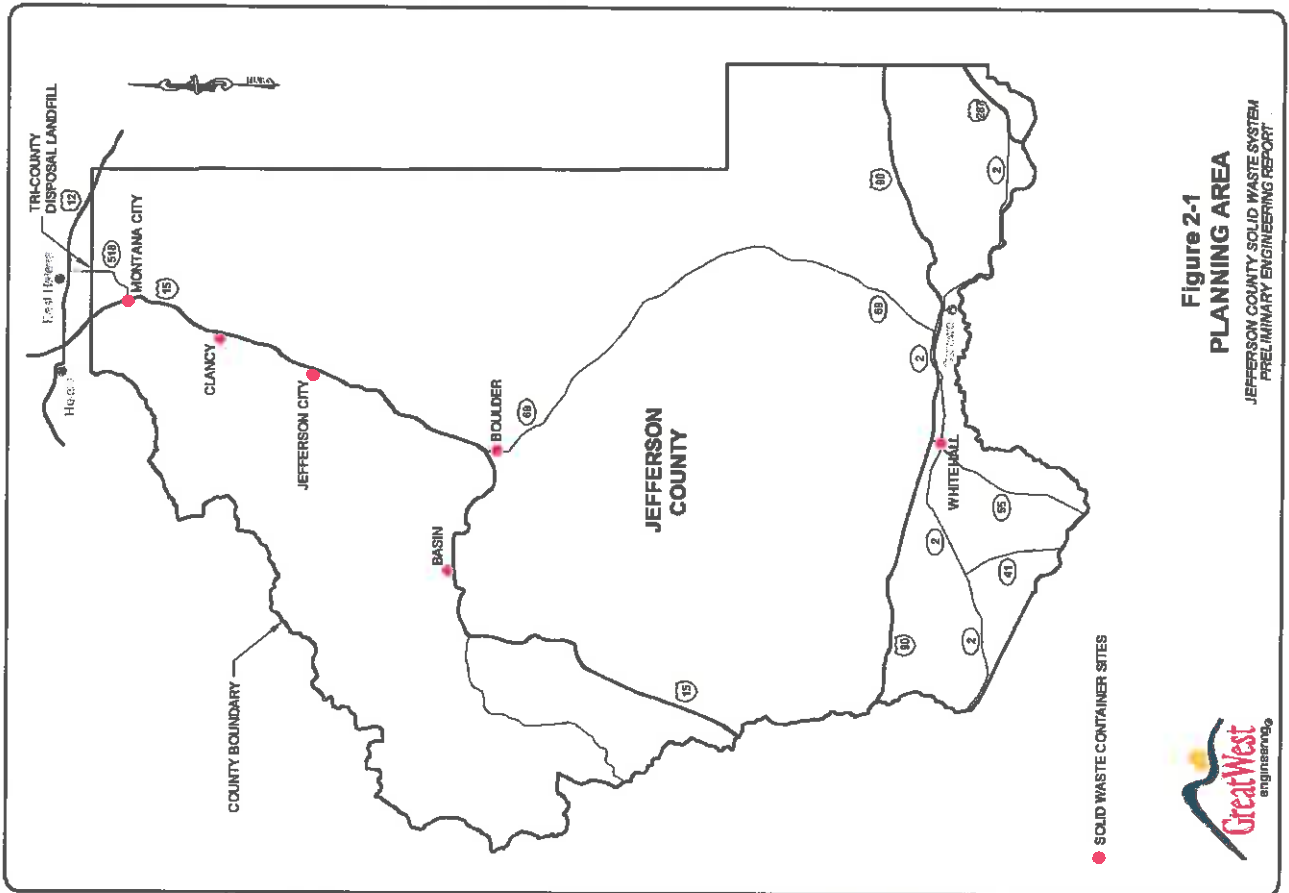 TRI-COUNTY
DISPOSAL LANDFILL
12
East Helena
518
MONTANA CITY
15
CLANCY
JEFFERSON CITY
COUNTY BOUNDARY
BOULDER
69
BASIN
JEFFERSON
COUNTY
15
69
90
287
2
2
WHITEHALL
55
2
41
90
2
SOLID WASTE CONTAINER SITES
Figure 2-1
PLANNING AREA
JEFFERSON COUNTY SOLID WASTE SYSTEM
PRELIMINARY ENGINEERING REPORT
GreatWest
engineering